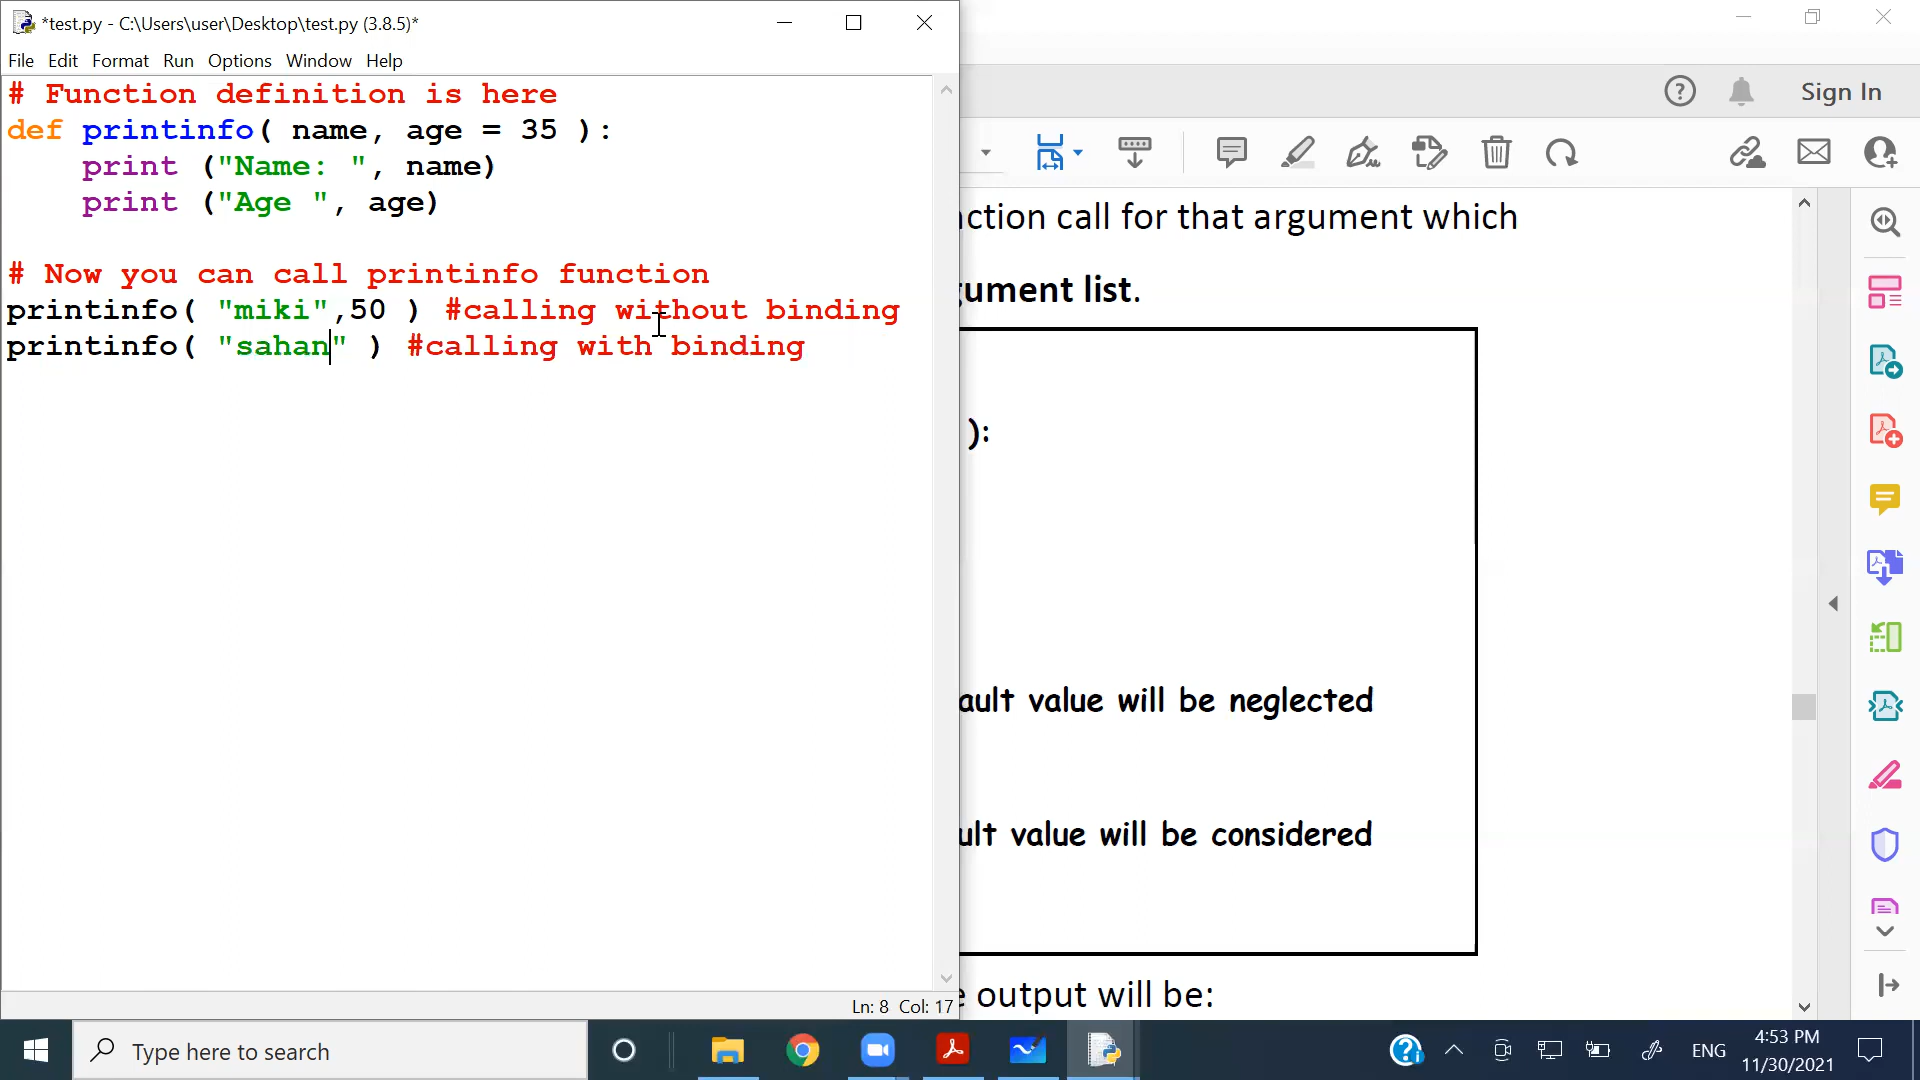 *test.py - C:\Users\user\Desktop\test.py (3.8.5)*
File Edit Format Run Options Window Help
# Function definition is here
def printinfo( name, age = 35 ):
    print ("Name: ", name)
    print ("Age ", age)
# Now you can call printinfo function
printinfo( "miki",50 ) #calling without binding
printinfo( "sahan" ) #calling with binding
Ln: 8 Col: 17
Sign In
nction call for that argument which
gument list.
):
ault value will be neglected
ult value will be considered
e output will be:
Type here to search
ENG
4:53 PM
11/30/2021